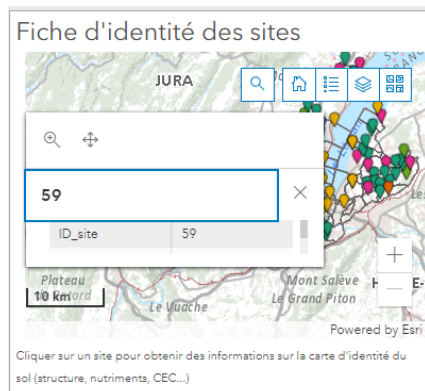 Fiche d'identité des sites
JURA
59
ID_site 59
Plateau
10 km
Le Vuache
Mont Salève
Le Grand Piton
Powered by Esri
Cliquer sur un site pour obtenir des informations sur la carte d'identité du
sol (structure, nutriments, CEC...)